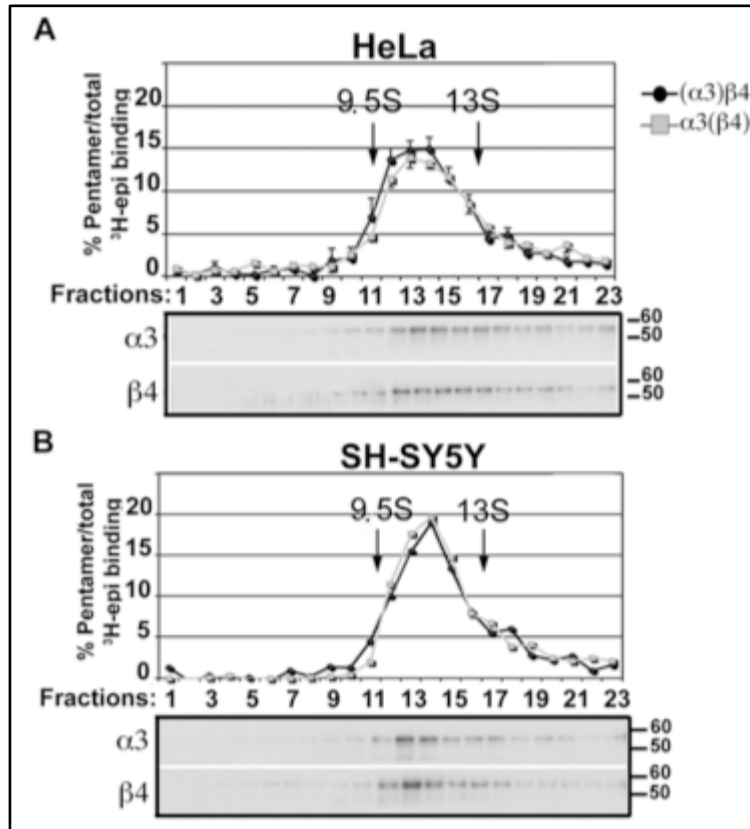 A
HeLa
% Pentamer/total
³H-epi binding
20
15
10
5
0
9.5S
13S
(α3)β4
α3(β4)
Fractions: 1 3 5 7 9 11 13 15 17 19 21 23
α3
–60
–50
β4
–60
–50
B
SH-SY5Y
% Pentamer/total
³H-epi binding
20
15
10
5
0
9.5S
13S
Fractions: 1 3 5 7 9 11 13 15 17 19 21 23
α3
60
50
β4
60
50